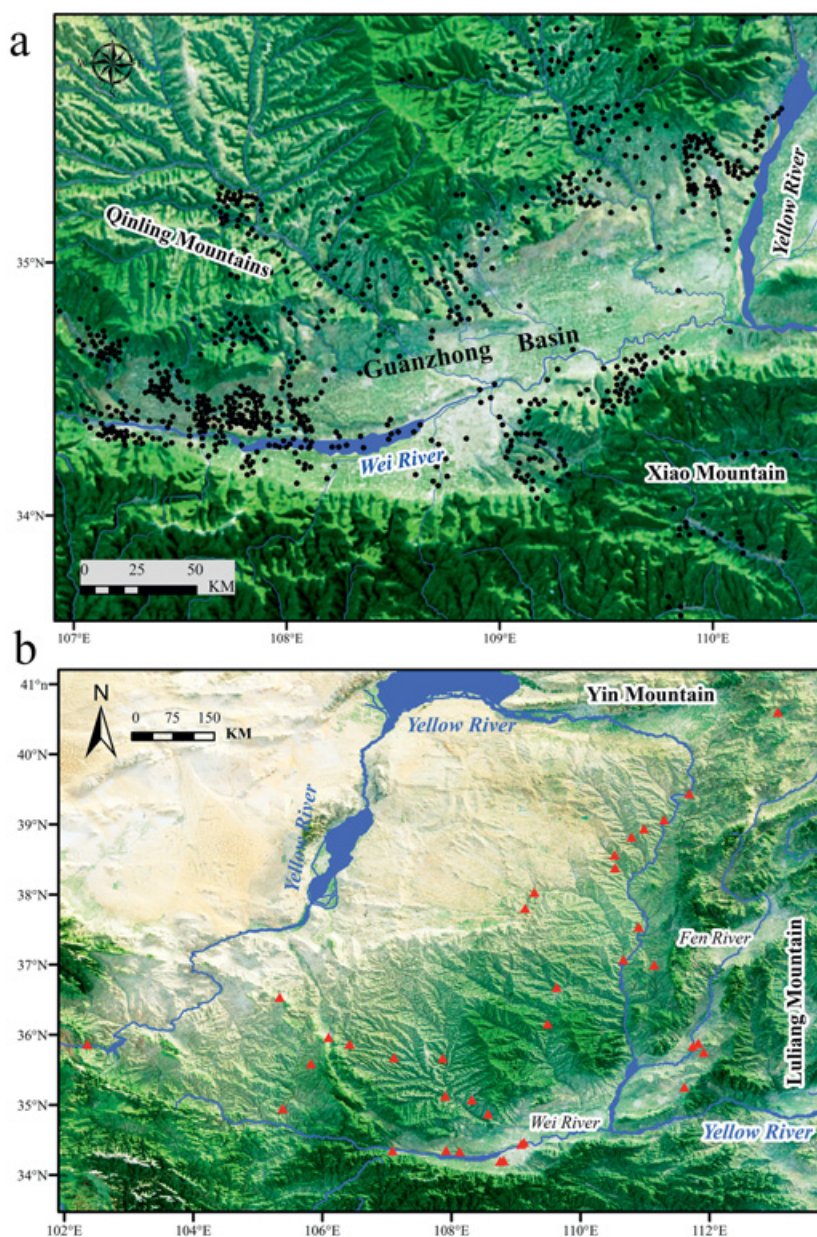 a
Qinling Mountains
Yellow River
35°N
Guanzhong Basin
Wei River
Xiao Mountain
34°N
0 25 50
KM
107°E 108°E 109°E 110°E
b
41°n
N
Yin Mountain
0 75 150
KM
Yellow River
40°N
Yellow River
39°N
38°N
Fen River
37°N
Luliang Mountain
36°N
35°N
Wei River
Yellow River
34°N
102°E 104°E 106°E 108°E 110°E 112°E